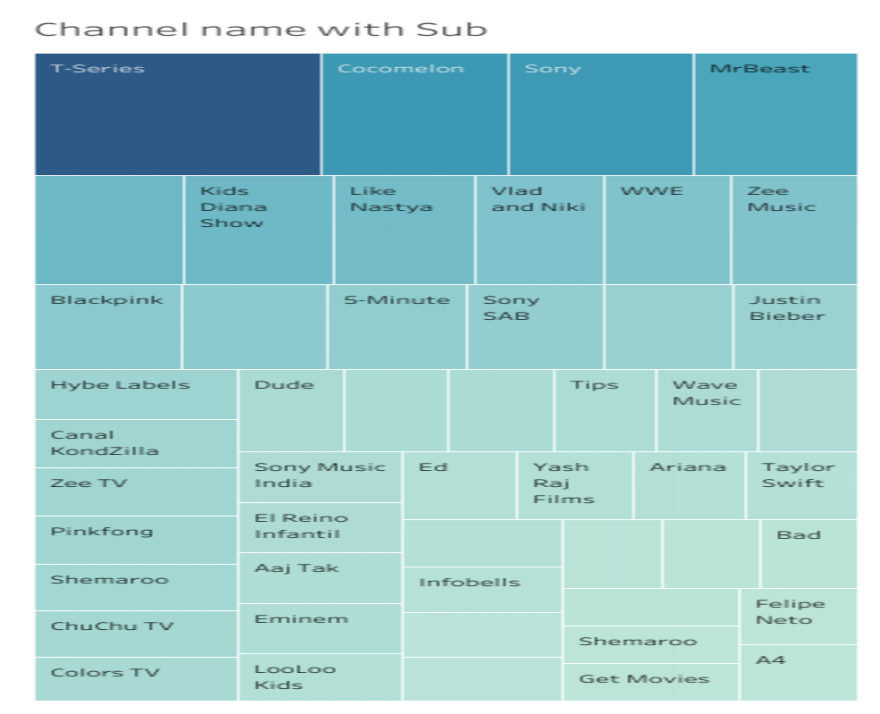 Channel name with Sub
T-Series
Cocomelon
Sony
MrBeast
Kids
Diana
Show
Like
Nastya
Vlad
and Niki
WWE
Zee
Music
Blackpink
5-Minute
Sony
SAB
Justin
Bieber
Hybe Labels
Canal
KondZilla
Zee TV
Pinkfong
Shemaroo
ChuChu TV
Colors TV
Dude
Tips
Wave
Music
Sony Music
India
El Reino
Infantil
Aaj Tak
Eminem
LooLoo
Kids
Ed
Yash
Raj
Films
Ariana
Taylor
Swift
Infobells
Bad
Shemaroo
Get Movies
Felipe
Neto
A4